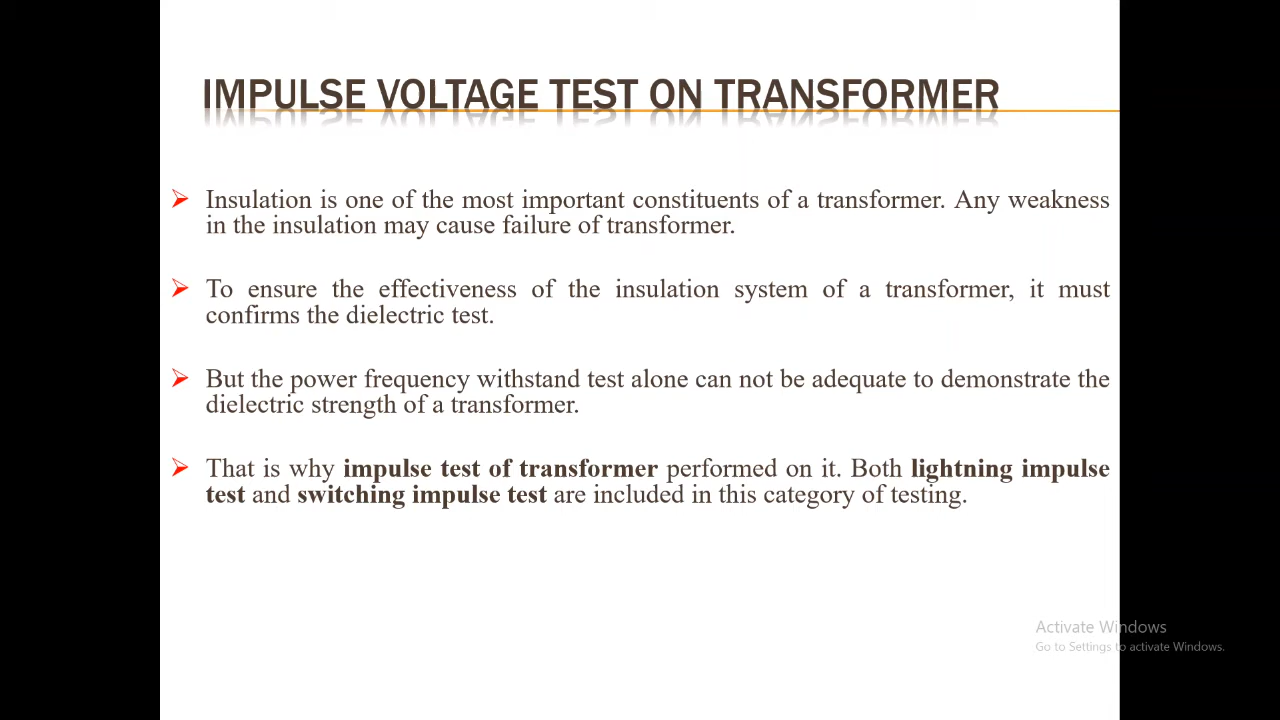 IMPULSE VOLTAGE TEST ON TRANSFORMER
Insulation is one of the most important constituents of a transformer. Any weakness
in the insulation may cause failure of transformer.
To ensure the effectiveness of the insulation system of a transformer, it must
confirms the dielectric test.
But the power frequency withstand test alone can not be adequate to demonstrate the
dielectric strength of a transformer.
That is why impulse test of transformer performed on it. Both lightning impulse
test and switching impulse test are included in this category of testing.
Activate Windows
Go to Settings to activate Windows.